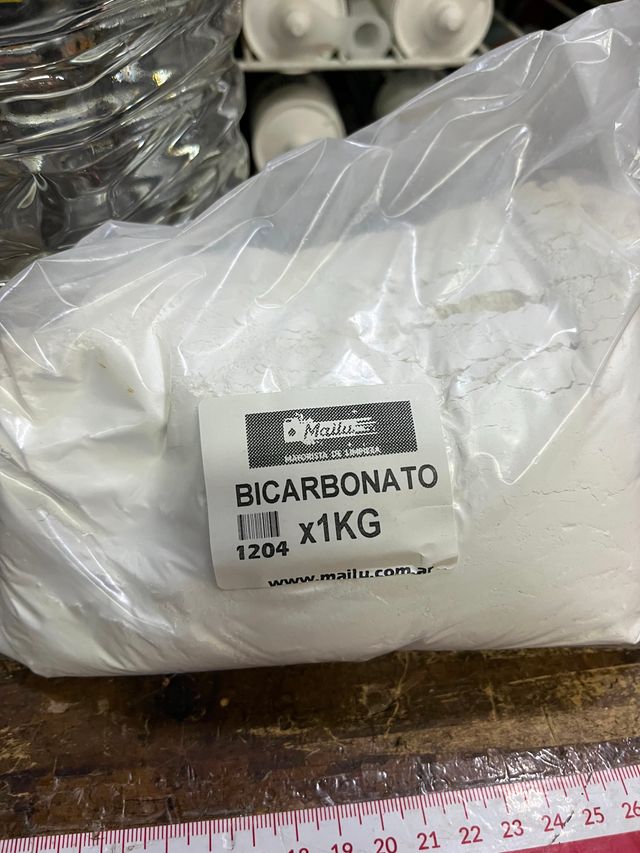 Mailu
MAYORISTA DE LIMPIEZA
BICARBONATO
1204 x1KG
www.mailu.com.ar
18 19 20 21 22 23 24 25 26